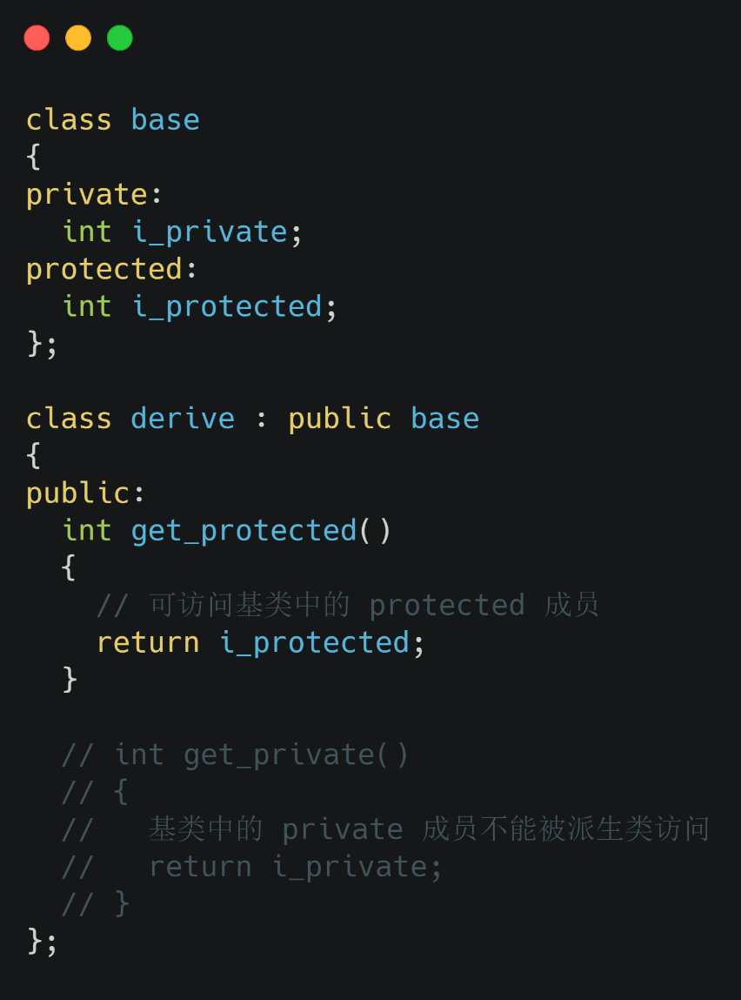 class base
{
private:
  int i_private;
protected:
  int i_protected;
};

class derive : public base
{
public:
  int get_protected()
  {
    // 可访问基类中的 protected 成员
    return i_protected;
  }

  // int get_private()
  // {
  //   基类中的 private 成员不能被派生类访问
  //   return i_private;
  // }
};